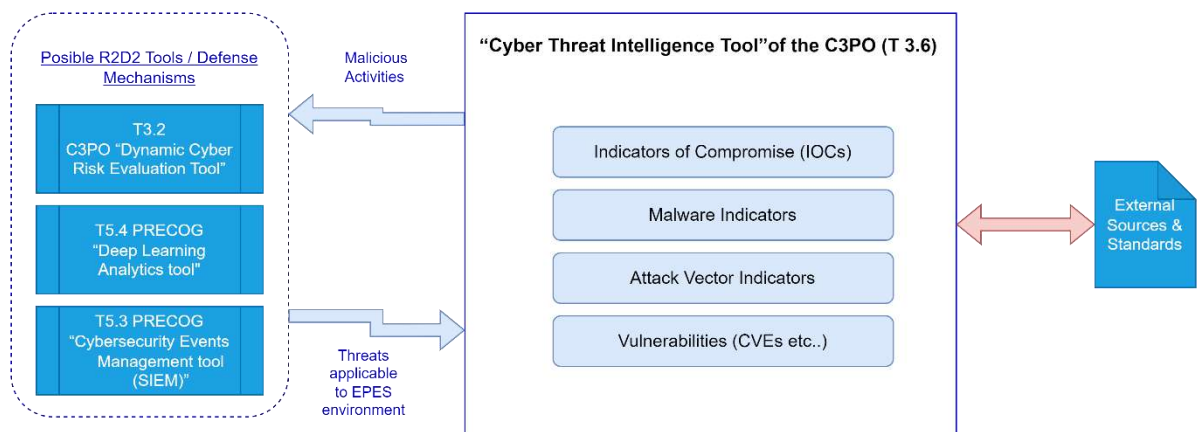 Posible R2D2 Tools / Defense
Mechanisms
T3.2
C3PO “Dynamic Cyber
Risk Evaluation Tool”
T5.4 PRECOG
“Deep Learning
Analytics tool"
T5.3 PRECOG
“Cybersecurity Events
Management tool
(SIEM)”
Malicious
Activities
Threats
applicable
to EPES
environment
“Cyber Threat Intelligence Tool”of the C3PO (T 3.6)
Indicators of Compromise (IOCs)
Malware Indicators
Attack Vector Indicators
Vulnerabilities (CVEs etc..)
External
Sources &
Standards